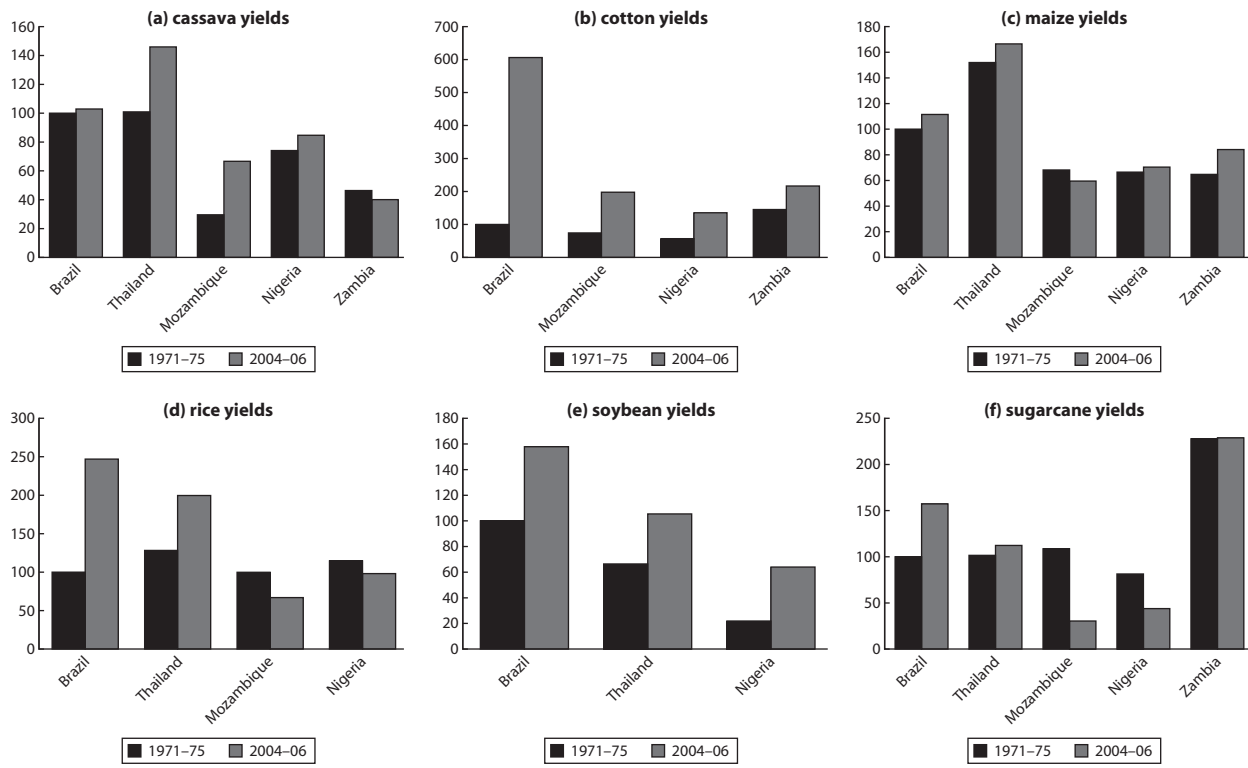 (a) cassava yields
160
140
120
100
80
60
40
20
0
Brazil
Thailand
Mozambique
Nigeria
Zambia
1971–75 2004–06
(b) cotton yields
700
600
500
400
300
200
100
0
Brazil
Mozambique
Nigeria
Zambia
1971–75 2004–06
(c) maize yields
180
160
140
120
100
80
60
40
20
0
Brazil
Thailand
Mozambique
Nigeria
Zambia
1971–75 2004–06
(d) rice yields
300
250
200
150
100
50
0
Brazil
Thailand
Mozambique
Nigeria
1971–75 2004–06
(e) soybean yields
180
160
140
120
100
80
60
40
20
0
Brazil
Thailand
Nigeria
1971–75 2004–06
(f) sugarcane yields
250
200
150
100
50
0
Brazil
Thailand
Mozambique
Nigeria
Zambia
1971–75 2004–06